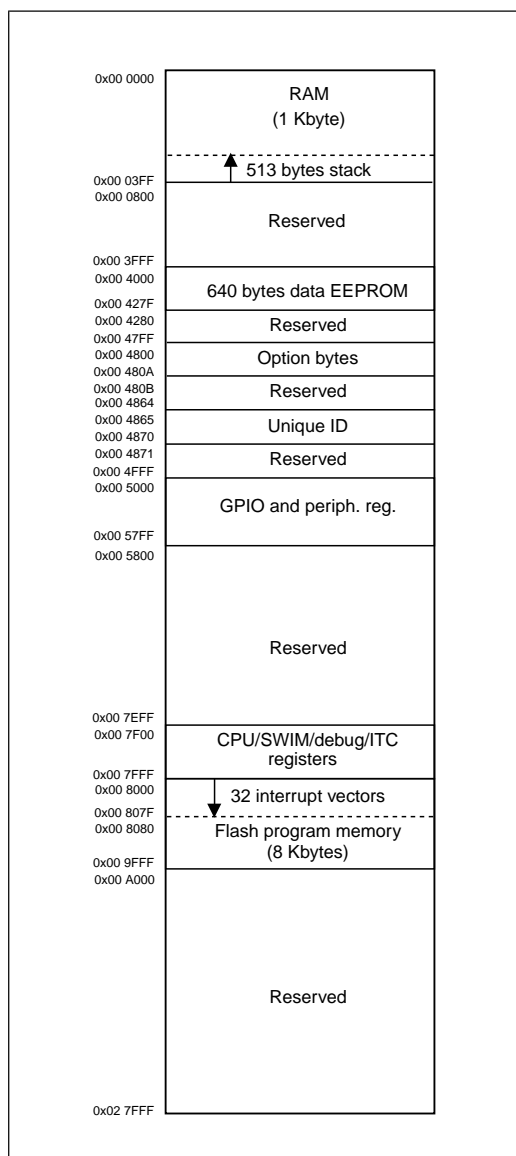 0x00 0000
RAM
(1 Kbyte)
513 bytes stack
0x00 03FF
0x00 0800
Reserved
0x00 3FFF
0x00 4000
640 bytes data EEPROM
0x00 427F
0x00 4280
Reserved
0x00 47FF
0x00 4800
Option bytes
0x00 480A
0x00 480B
Reserved
0x00 4864
0x00 4865
Unique ID
0x00 4870
0x00 4871
Reserved
0x00 4FFF
0x00 5000
GPIO and periph. reg.
0x00 57FF
0x00 5800
Reserved
0x00 7EFF
0x00 7F00
CPU/SWIM/debug/ITC
registers
0x00 7FFF
0x00 8000
32 interrupt vectors
0x00 807F
0x00 8080
Flash program memory
(8 Kbytes)
0x00 9FFF
0x00 A000
Reserved
0x02 7FFF